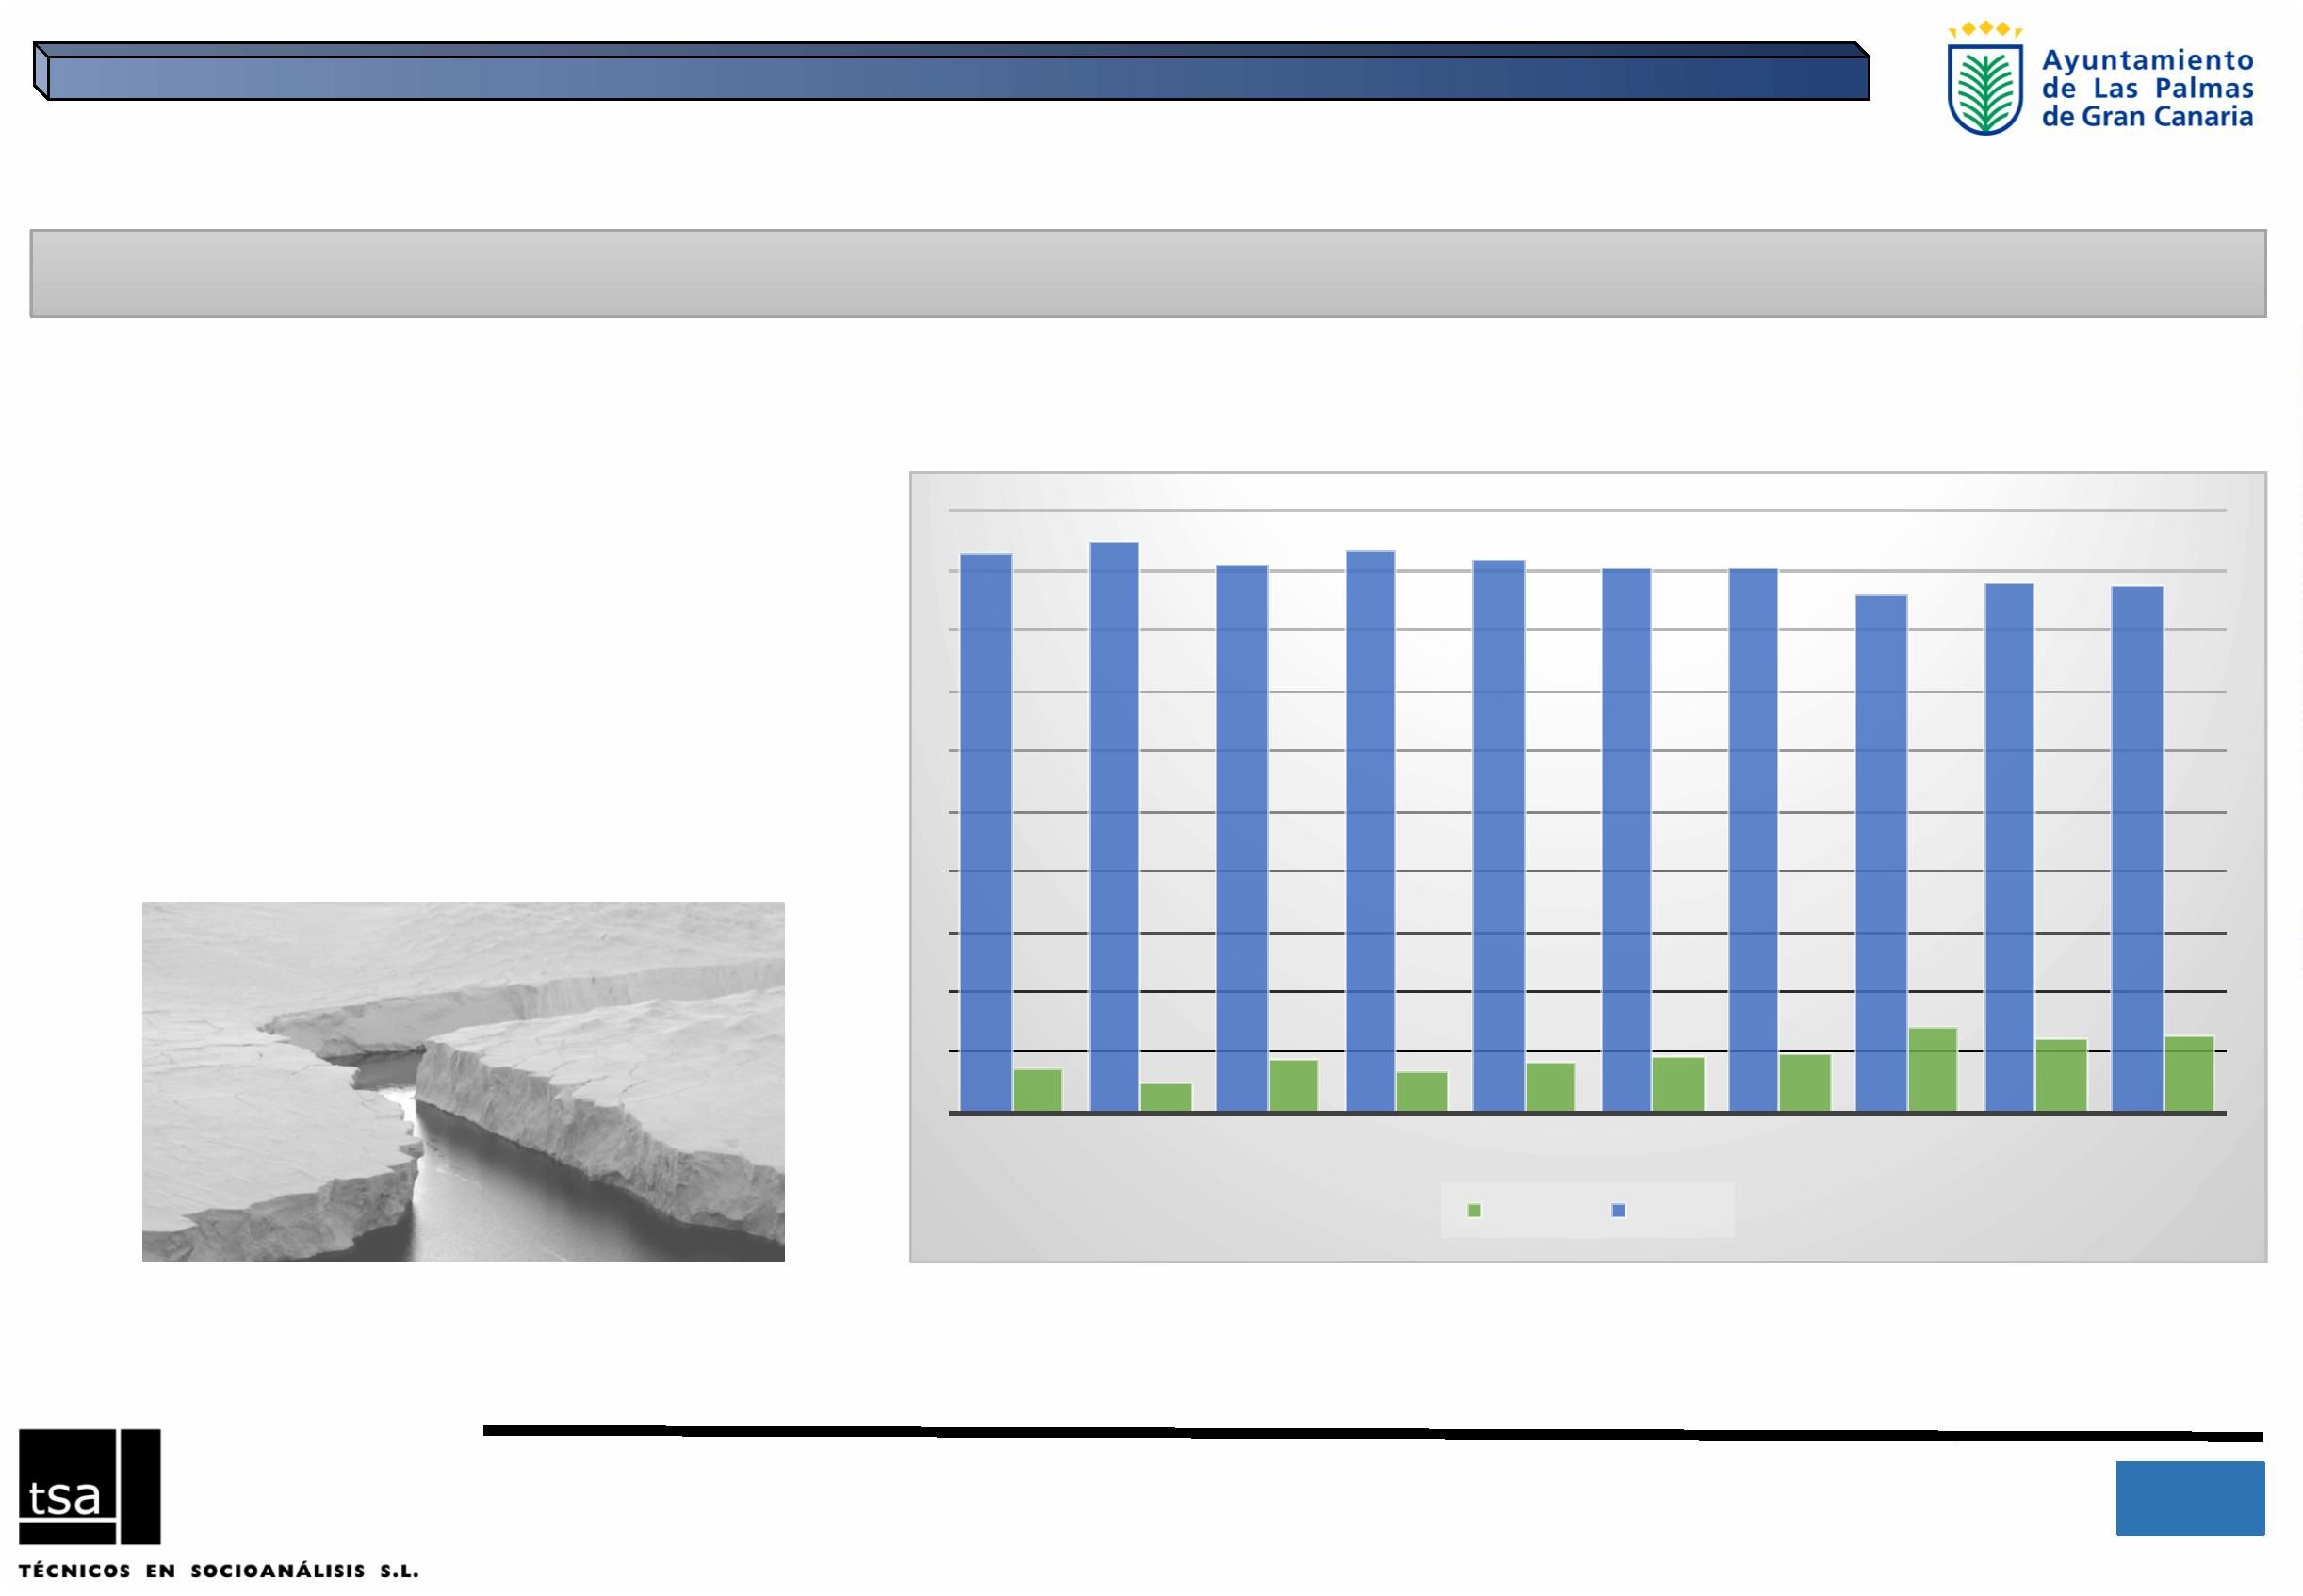 Ayuntamiento
de Las Palmas
de Gran Canaria
tsa
TÉCNICOS EN SOCIOANÁLISIS S.L.